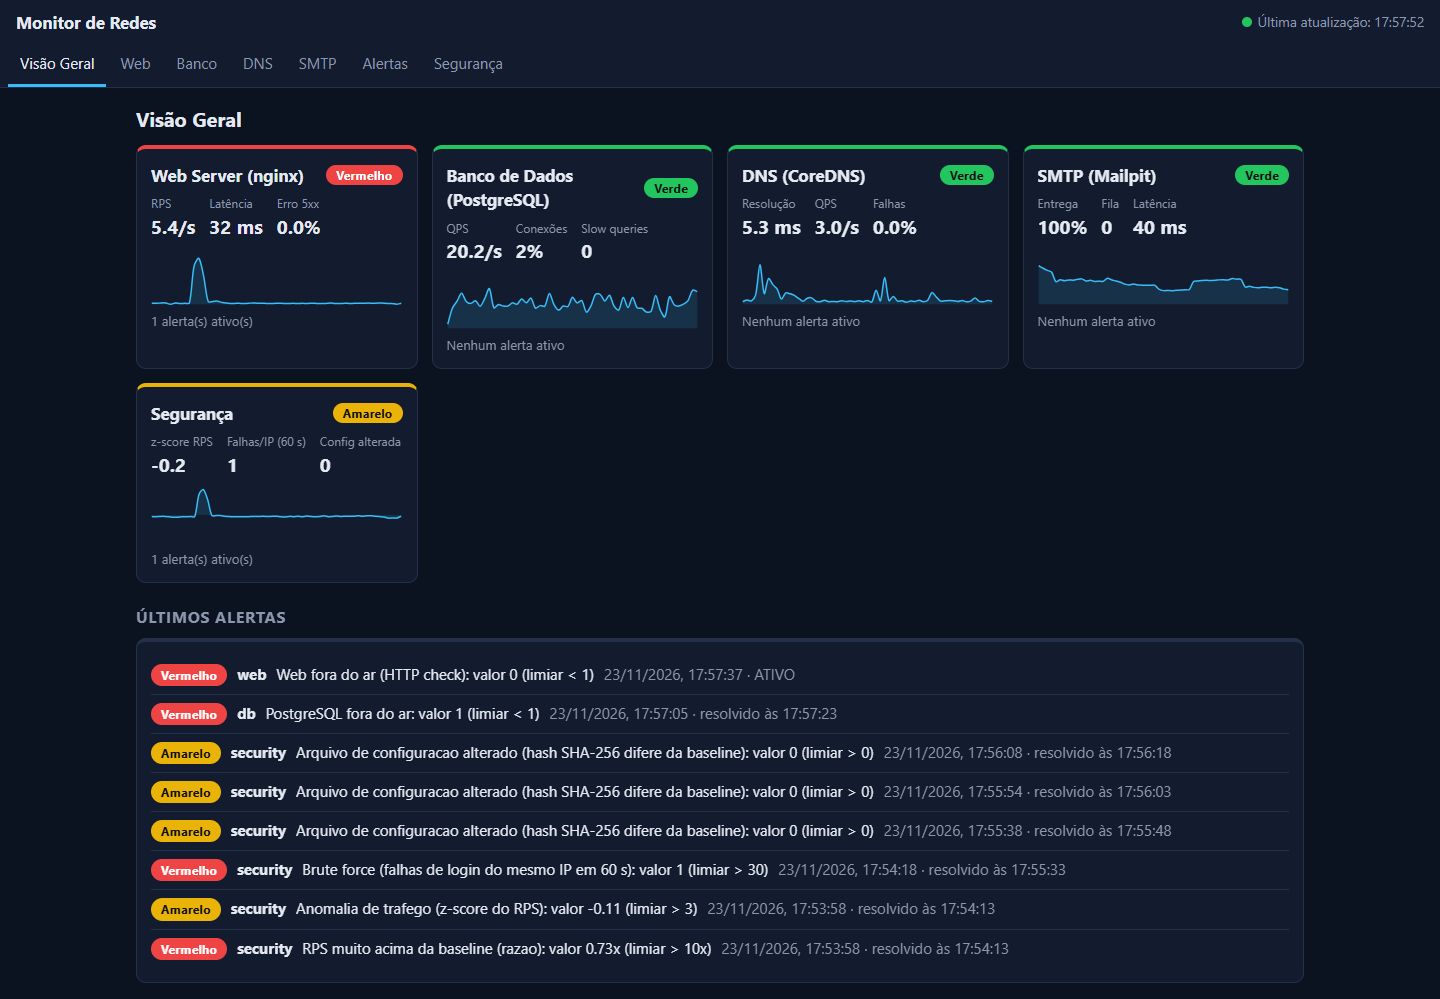 Monitor de Redes
Última atualização: 17:57:52
Visão Geral Web Banco DNS SMTP Alertas Segurança
Visão Geral
Web Server (nginx) Vermelho
RPS Latência Erro 5xx
5.4/s 32 ms 0.0%
1 alerta(s) ativo(s)
Banco de Dados
(PostgreSQL) Verde
QPS Conexões Slow queries
20.2/s 2% 0
Nenhum alerta ativo
DNS (CoreDNS) Verde
Resolução QPS Falhas
5.3 ms 3.0/s 0.0%
Nenhum alerta ativo
SMTP (Mailpit) Verde
Entrega Fila Latência
100% 0 40 ms
Nenhum alerta ativo
Segurança Amarelo
z-score RPS Falhas/IP (60 s) Config alterada
-0.2 1 0
1 alerta(s) ativo(s)
ÚLTIMOS ALERTAS
Vermelho web Web fora do ar (HTTP check): valor 0 (limiar < 1) 23/11/2026, 17:57:37 · ATIVO
Vermelho db PostgreSQL fora do ar: valor 1 (limiar < 1) 23/11/2026, 17:57:05 · resolvido às 17:57:23
Amarelo security Arquivo de configuracao alterado (hash SHA-256 difere da baseline): valor 0 (limiar > 0) 23/11/2026, 17:56:08 · resolvido às 17:56:18
Amarelo security Arquivo de configuracao alterado (hash SHA-256 difere da baseline): valor 0 (limiar > 0) 23/11/2026, 17:55:54 · resolvido às 17:56:03
Amarelo security Arquivo de configuracao alterado (hash SHA-256 difere da baseline): valor 0 (limiar > 0) 23/11/2026, 17:55:38 · resolvido às 17:55:48
Vermelho security Brute force (falhas de login do mesmo IP em 60 s): valor 1 (limiar > 30) 23/11/2026, 17:54:18 · resolvido às 17:55:33
Amarelo security Anomalia de trafego (z-score do RPS): valor -0.11 (limiar > 3) 23/11/2026, 17:53:58 · resolvido às 17:54:13
Vermelho security RPS muito acima da baseline (razao): valor 0.73x (limiar > 10x) 23/11/2026, 17:53:58 · resolvido às 17:54:13